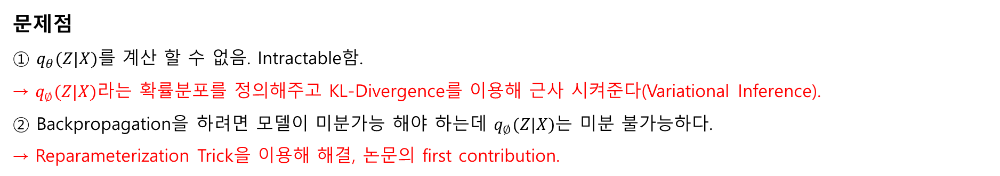 문제점
① q_θ(Z|X)를 계산 할 수 없음. Intractable함.
→ q_∅(Z|X)라는 확률분포를 정의해주고 KL-Divergence를 이용해 근사 시켜준다(Variational Inference).
② Backpropagation을 하려면 모델이 미분가능 해야 하는데 q_∅(Z|X)는 미분 불가능하다.
→ Reparameterization Trick을 이용해 해결, 논문의 first contribution.